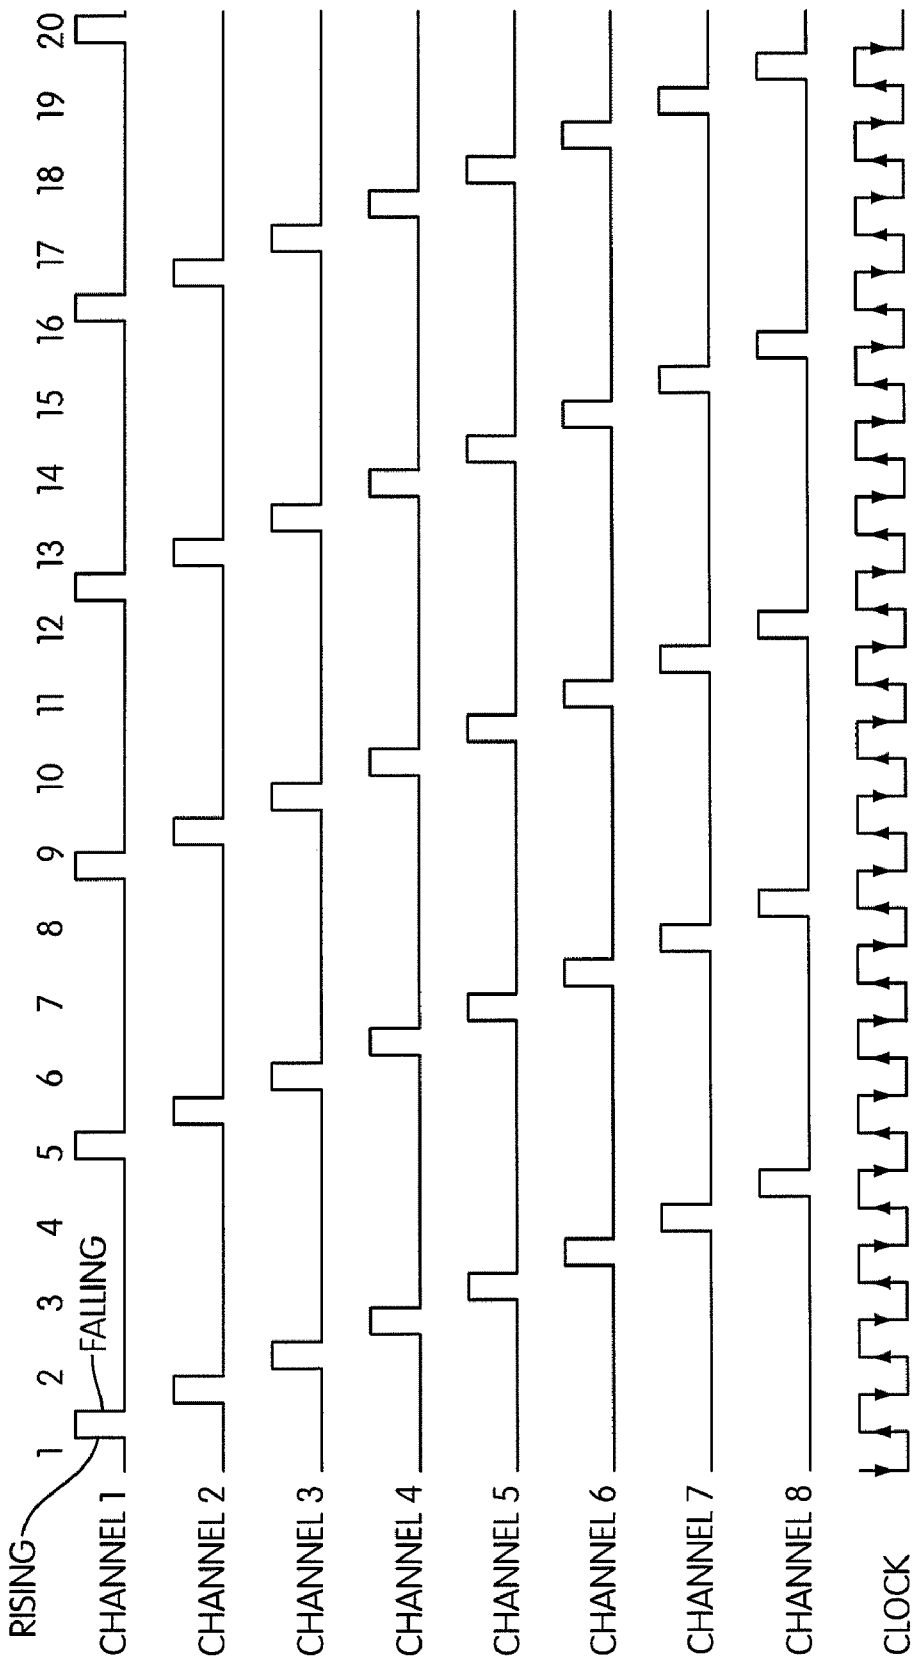 1 2 3 4 5 6 7 8 9 10 11 12 13 14 15 16 17 18 19 20
RISING
FALLING
CHANNEL 1
CHANNEL 2
CHANNEL 3
CHANNEL 4
CHANNEL 5
CHANNEL 6
CHANNEL 7
CHANNEL 8
CLOCK